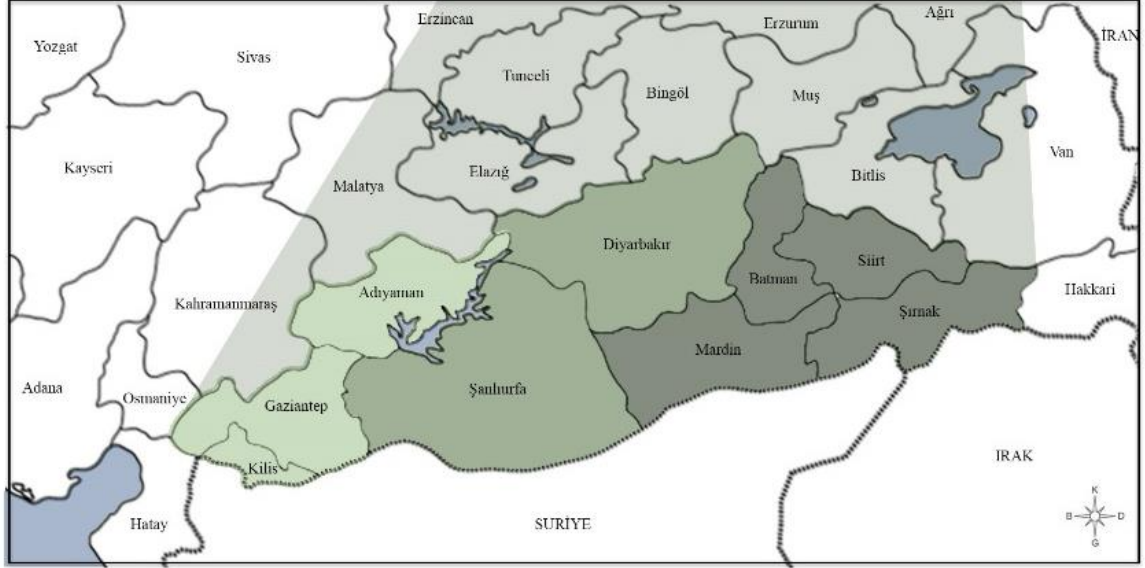 Erzincan
Erzurum
Ağrı
İRAN
Yozgat
Sivas
Tunceli
Bingöl
Muş
Van
Kayseri
Malatya
Elazığ
Bitlis
Diyarbakır
Siirt
Batman
Adıyaman
Kahramanmaraş
Hakkari
Şırnak
Mardin
Adana
Osmaniye
Gaziantep
Şanlıurfa
Kilis
IRAK
Hatay
SURİYE
K
B D
G